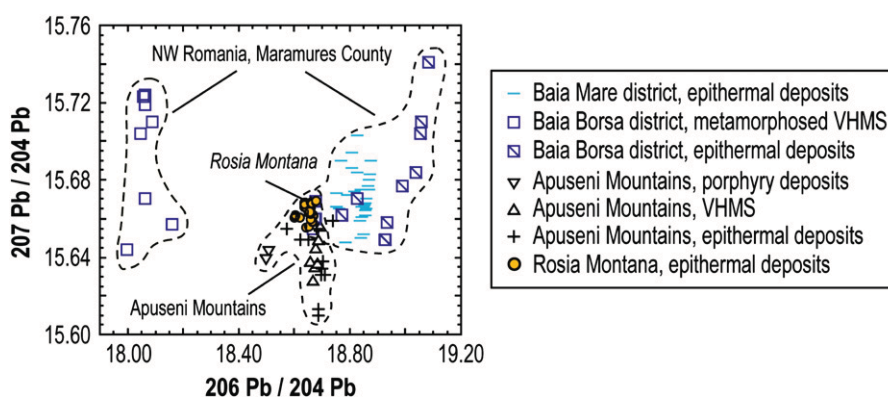 15.76
15.72
15.68
15.64
15.60
207 Pb / 204 Pb
NW Romania, Maramures County
Rosia Montana
Apuseni Mountains
18.00
18.40
18.80
19.20
206 Pb / 204 Pb
Baia Mare district, epithermal deposits
Baia Borsa district, metamorphosed VHMS
Baia Borsa district, epithermal deposits
Apuseni Mountains, porphyry deposits
Apuseni Mountains, VHMS
Apuseni Mountains, epithermal deposits
Rosia Montana, epithermal deposits